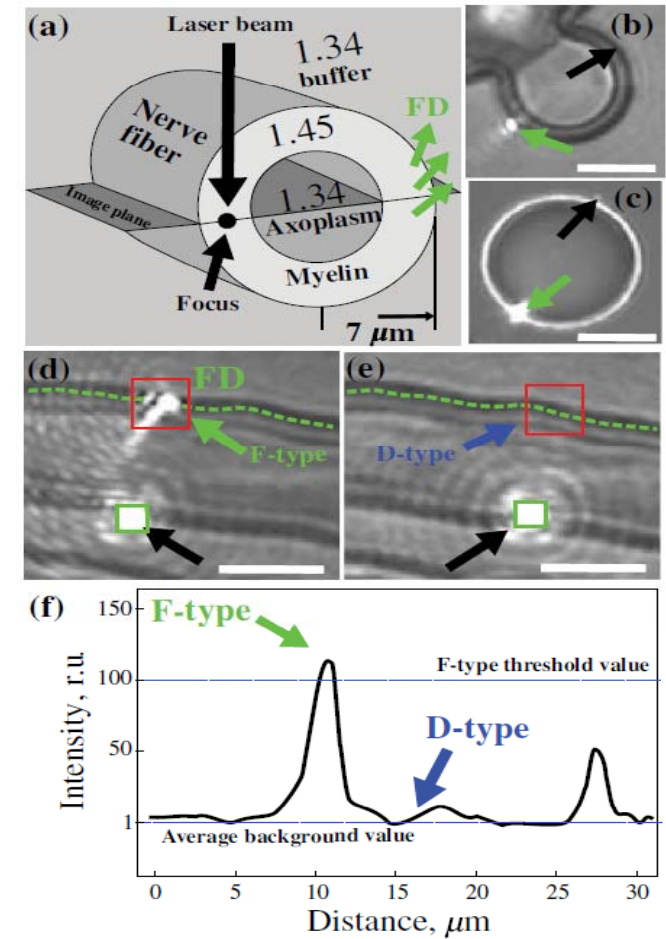 (a)
Laser beam
1.34
buffer
FD
Nerve
fiber
1.45
1.34
Axoplasm
Image plane
Myelin
Focus
7 μm
(b)
(c)
(d)
FD
F-type
(e)
D-type
(f)
F-type
F-type threshold value
D-type
Average background value
Intensity, r.u.
150
100
50
1
0 5 10 15 20 25 30
Distance, μm